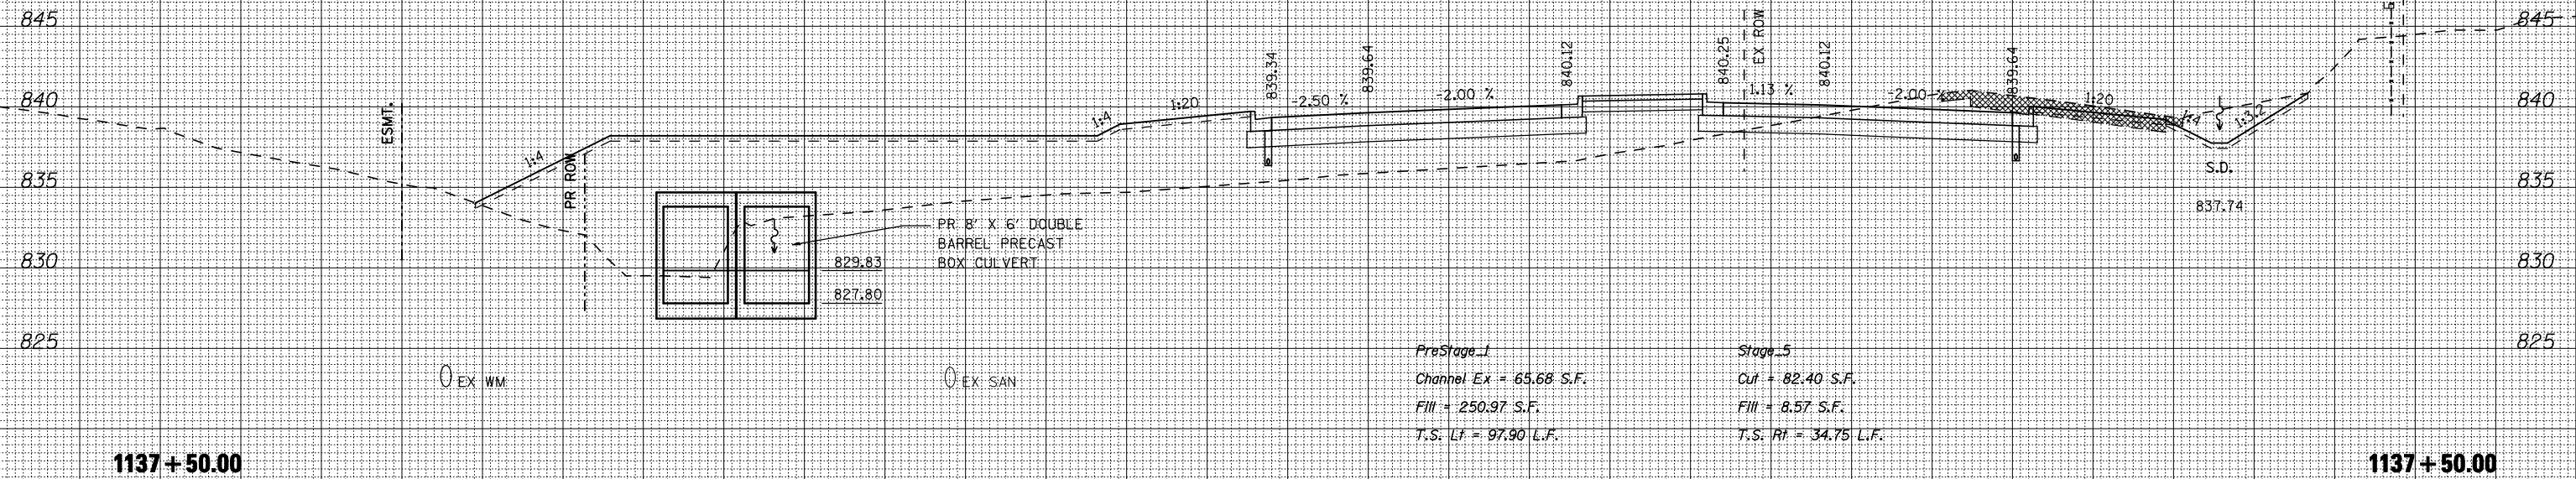 845
840
835
830
825
ESMT.
PR ROW
1:4
1:4
1:20
839.34
-2.50 %
839.64
-2.00 %
840.12
840.25
EX ROW
1.13 %
840.12
-2.00 %
839.64
1:20
1:4
1:3.2
S.D.
837.74
845
840
835
830
825
PR 8' X 6' DOUBLE
BARREL PRECAST
BOX CULVERT
829.83
827.80
EX WM
EX SAN
PreStage_1
Channel Ex = 65.68 S.F.
Fill = 250.97 S.F.
T.S. Lt = 97.90 L.F.
Stage_5
Cut = 82.40 S.F.
Fill = 8.57 S.F.
T.S. Rt = 34.75 L.F.
1137+50.00
1137+50.00